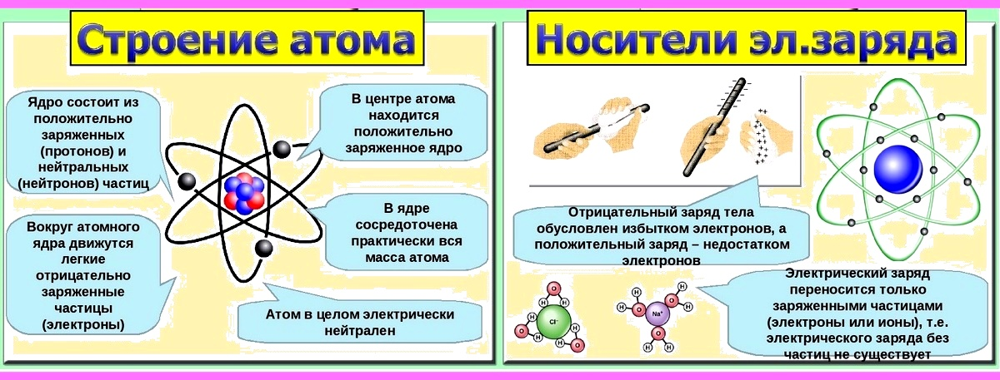 Строение атома
Ядро состоит из
положительно
заряженных
(протонов) и
нейтральных
(нейтронов) частиц
В центре атома
находится
положительно
заряженное ядро
Вокруг атомного
ядра движутся
легкие
отрицательно
заряженные
частицы
(электроны)
В ядре
сосредоточена
практически вся
масса атома
Атом в целом электрически
нейтрален
Носители эл.заряда
Отрицательный заряд тела
обусловлен избытком электронов, а
положительный заряд – недостатком
электронов
O
H H
H
O
H
Cl⁻
H
O
H
H
O
H
H
O
H
Na⁺
O
H H
Электрический заряд
переносится только
заряженными частицами
(электроны или ионы), т.е.
электрического заряда без
частиц не существует